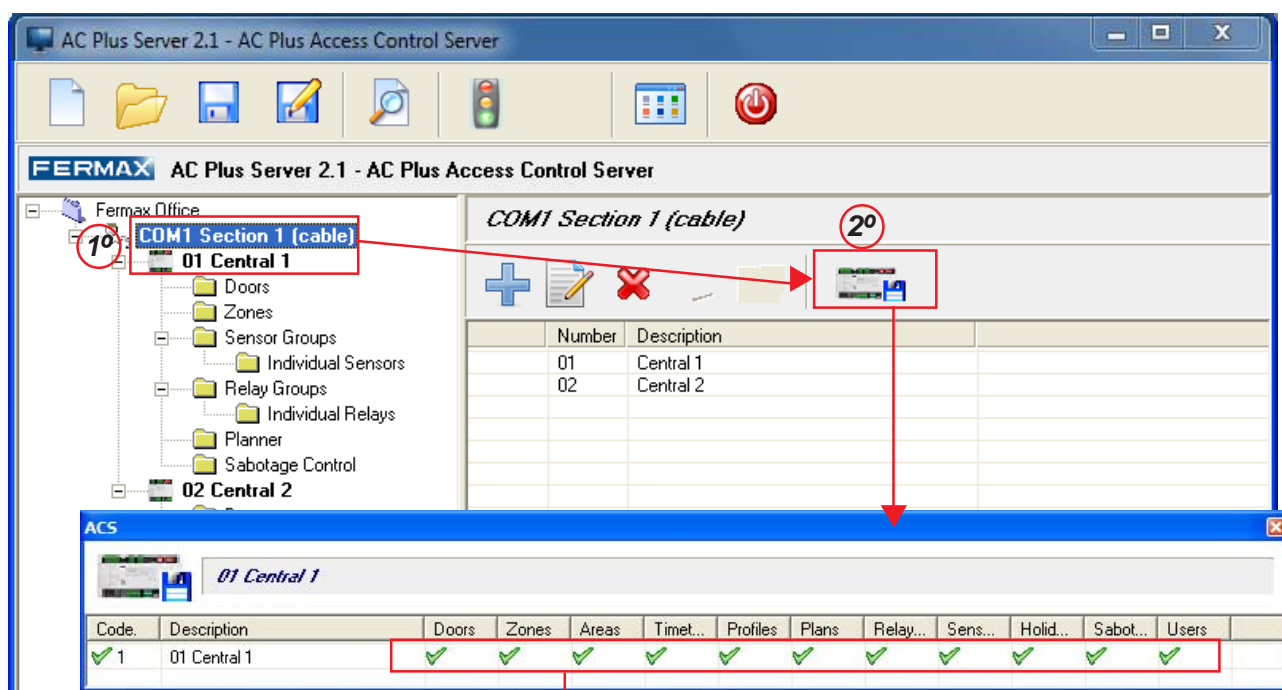 AC Plus Server 2.1 - AC Plus Access Control Server
FERMAX AC Plus Server 2.1 - AC Plus Access Control Server
Fermax Office
1º COM1 Section 1 (cable)
01 Central 1
Doors
Zones
Sensor Groups
Individual Sensors
Relay Groups
Individual Relays
Planner
Sabotage Control
02 Central 2
COM1 Section 1 (cable)
2º
Number Description
01 Central 1
02 Central 2
ACS
01 Central 1
Code. Description Doors Zones Areas Timet... Profiles Plans Relay... Sens... Holid... Sabot... Users
1 01 Central 1